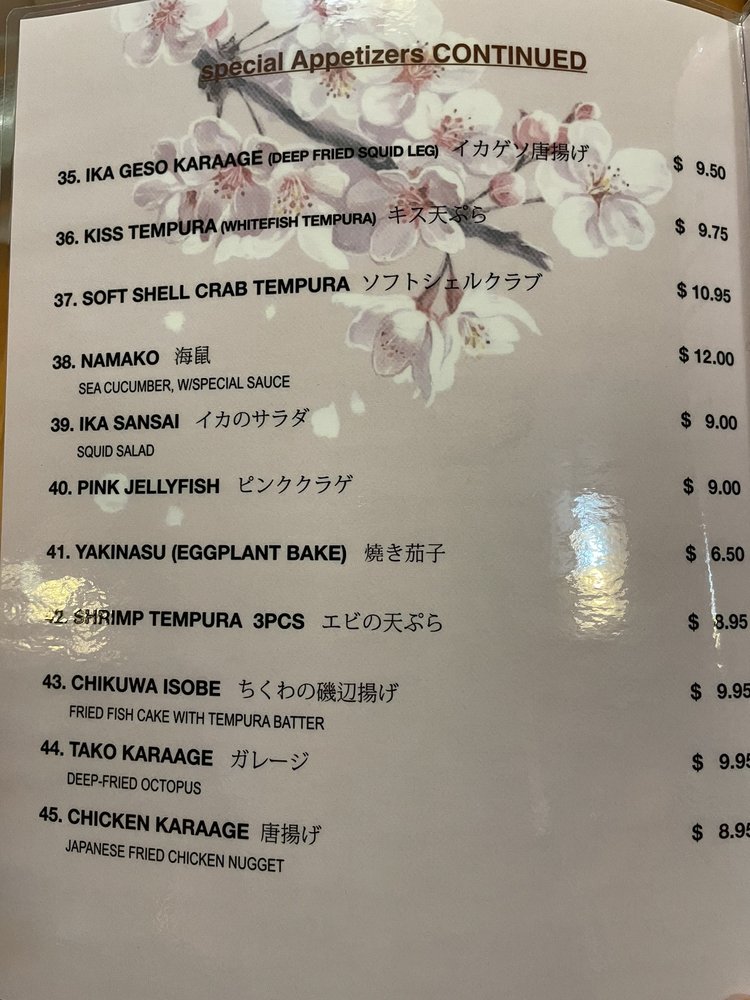 special Appetizers CONTINUED
35. IKA GESO KARAAGE (DEEP FRIED SQUID LEG) イカゲソ唐揚げ $ 9.50
36. KISS TEMPURA (WHITEFISH TEMPURA) キス天ぷら $ 9.75
37. SOFT SHELL CRAB TEMPURA ソフトシェルクラブ $ 10.95
38. NAMAKO 海鼠 $ 12.00
SEA CUCUMBER, W/SPECIAL SAUCE
39. IKA SANSAI イカのサラダ $ 9.00
SQUID SALAD
40. PINK JELLYFISH ピンククラゲ $ 9.00
41. YAKINASU (EGGPLANT BAKE) 燒き茄子 $ 6.50
42. SHRIMP TEMPURA 3PCS エビの天ぷら $ 8.95
43. CHIKUWA ISOBE ちくわの磯辺揚げ $ 9.95
FRIED FISH CAKE WITH TEMPURA BATTER
44. TAKO KARAAGE ガレージ $ 9.95
DEEP-FRIED OCTOPUS
45. CHICKEN KARAAGE 唐揚げ $ 8.95
JAPANESE FRIED CHICKEN NUGGET